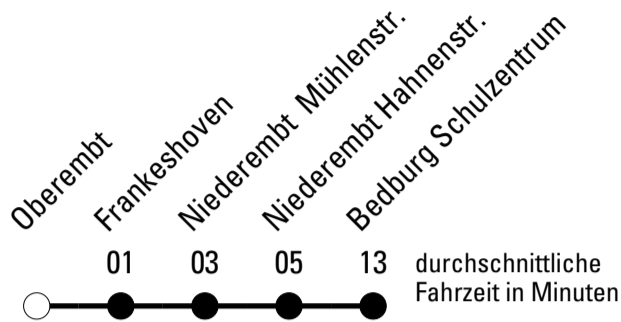 Oberembt
Frankeshoven
Niederembt Mühlenstr.
Niederembt Hahnenstr.
Bedburg Schulzentrum
01 03 05 13
durchschnittliche
Fahrzeit in Minuten